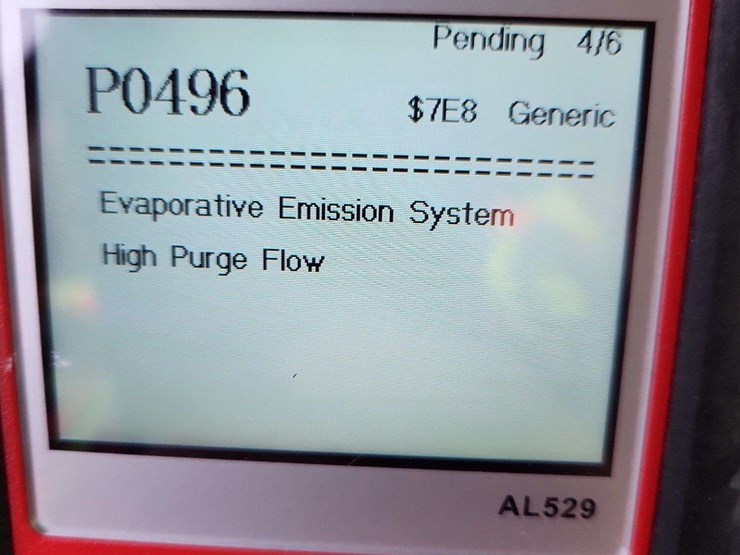 Pending 4/6
P0496
$7E8 Generic
==========================
Evaporative Emission System
High Purge Flow
AL529